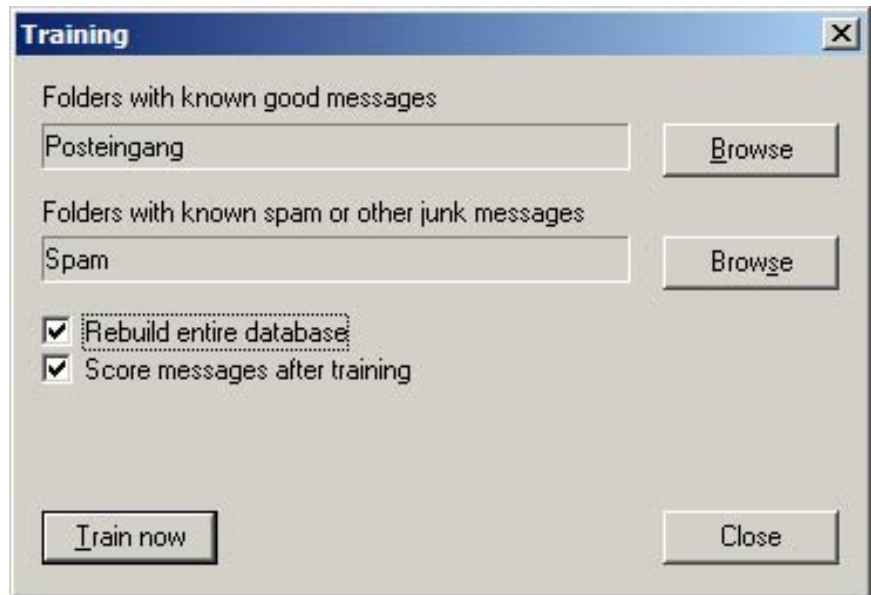 Training
Folders with known good messages
Posteingang
Browse
Folders with known spam or other junk messages
Spam
Browse
Rebuild entire database
Score messages after training
Train now
Close